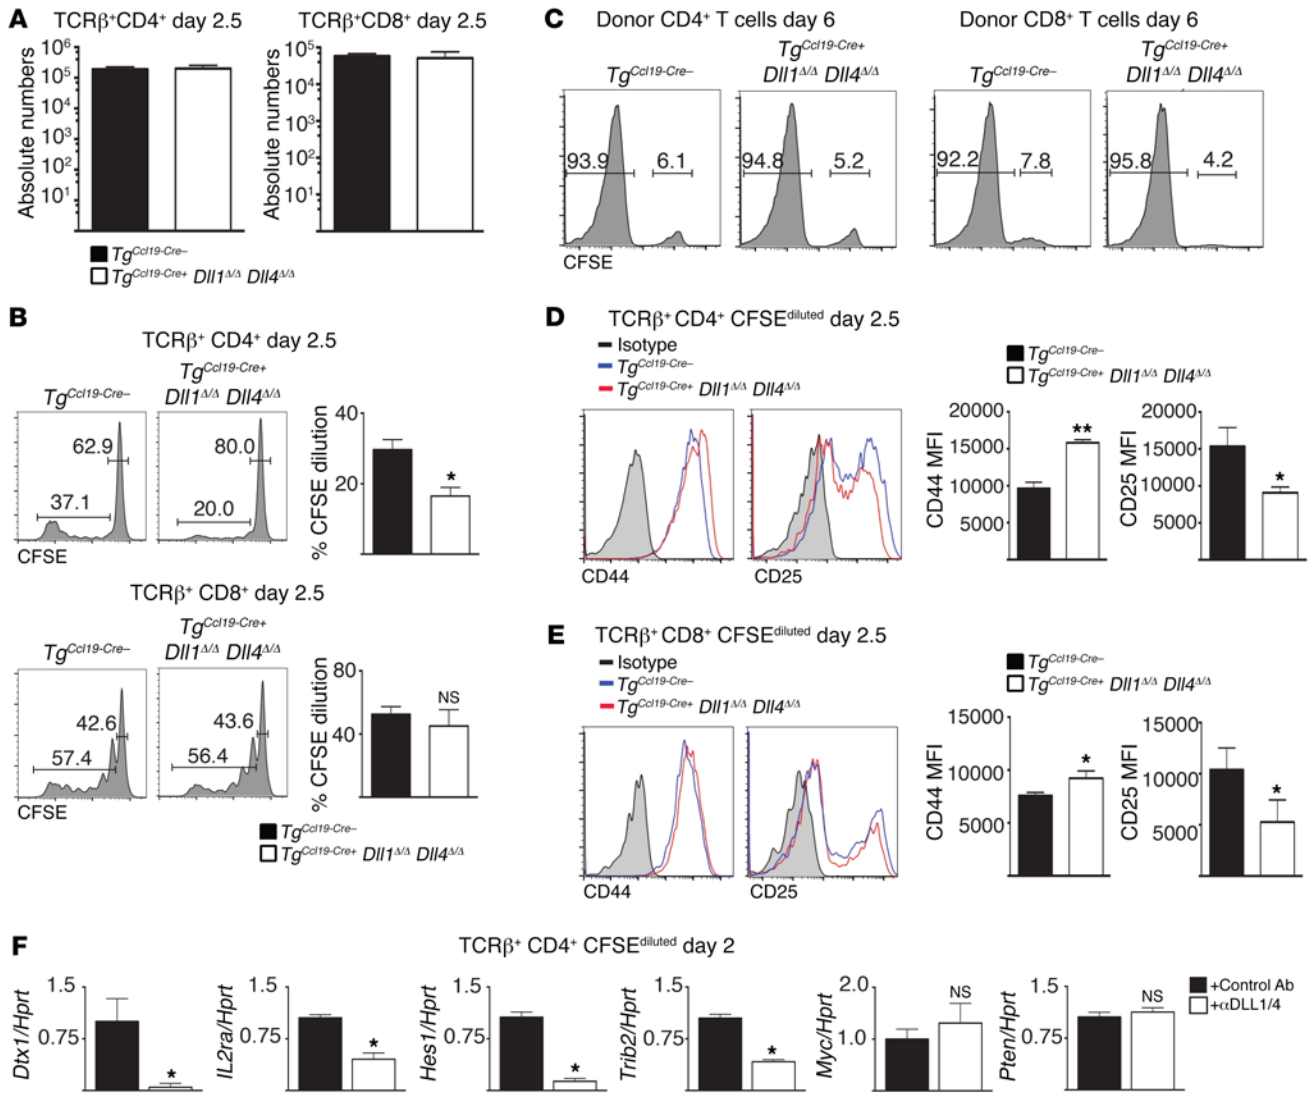 A
TCRβ⁺CD4⁺ day 2.5
TCRβ⁺CD8⁺ day 2.5
Absolute numbers
10⁶
10⁵
10⁴
10³
10²
10¹
Absolute numbers
10⁵
10⁴
10³
10²
10¹
Tg^Ccl19-Cre–
Tg^Ccl19-Cre+ Dll1^Δ/Δ Dll4^Δ/Δ
B
TCRβ⁺ CD4⁺ day 2.5
Tg^Ccl19-Cre–
Tg^Ccl19-Cre+
Dll1^Δ/Δ Dll4^Δ/Δ
62.9
37.1
80.0
20.0
CFSE
% CFSE dilution
40
20
*
TCRβ⁺ CD8⁺ day 2.5
Tg^Ccl19-Cre–
Tg^Ccl19-Cre+
Dll1^Δ/Δ Dll4^Δ/Δ
42.6
57.4
43.6
56.4
CFSE
% CFSE dilution
80
40
NS
Tg^Ccl19-Cre–
Tg^Ccl19-Cre+ Dll1^Δ/Δ Dll4^Δ/Δ
C
Donor CD4⁺ T cells day 6
Donor CD8⁺ T cells day 6
Tg^Ccl19-Cre–
Tg^Ccl19-Cre+
Dll1^Δ/Δ Dll4^Δ/Δ
Tg^Ccl19-Cre–
Tg^Ccl19-Cre+
Dll1^Δ/Δ Dll4^Δ/Δ
93.9
6.1
94.8
5.2
92.2
7.8
95.8
4.2
CFSE
D
TCRβ⁺ CD4⁺ CFSE^diluted day 2.5
Isotype
Tg^Ccl19-Cre–
Tg^Ccl19-Cre+ Dll1^Δ/Δ Dll4^Δ/Δ
CD44
CD25
Tg^Ccl19-Cre–
Tg^Ccl19-Cre+ Dll1^Δ/Δ Dll4^Δ/Δ
CD44 MFI
20000
15000
10000
5000
**
CD25 MFI
20000
15000
10000
5000
*
E
TCRβ⁺ CD8⁺ CFSE^diluted day 2.5
Isotype
Tg^Ccl19-Cre–
Tg^Ccl19-Cre+ Dll1^Δ/Δ Dll4^Δ/Δ
CD44
CD25
Tg^Ccl19-Cre–
Tg^Ccl19-Cre+ Dll1^Δ/Δ Dll4^Δ/Δ
CD44 MFI
15000
10000
5000
*
CD25 MFI
15000
10000
5000
*
F
TCRβ⁺ CD4⁺ CFSE^diluted day 2
Dtx1/Hprt
1.5
0.75
*
IL2ra/Hprt
1.5
0.75
*
Hes1/Hprt
1.5
0.75
*
Trib2/Hprt
1.5
0.75
*
Myc/Hprt
2.0
1.0
NS
Pten/Hprt
1.5
0.75
NS
+Control Ab
+αDLL1/4